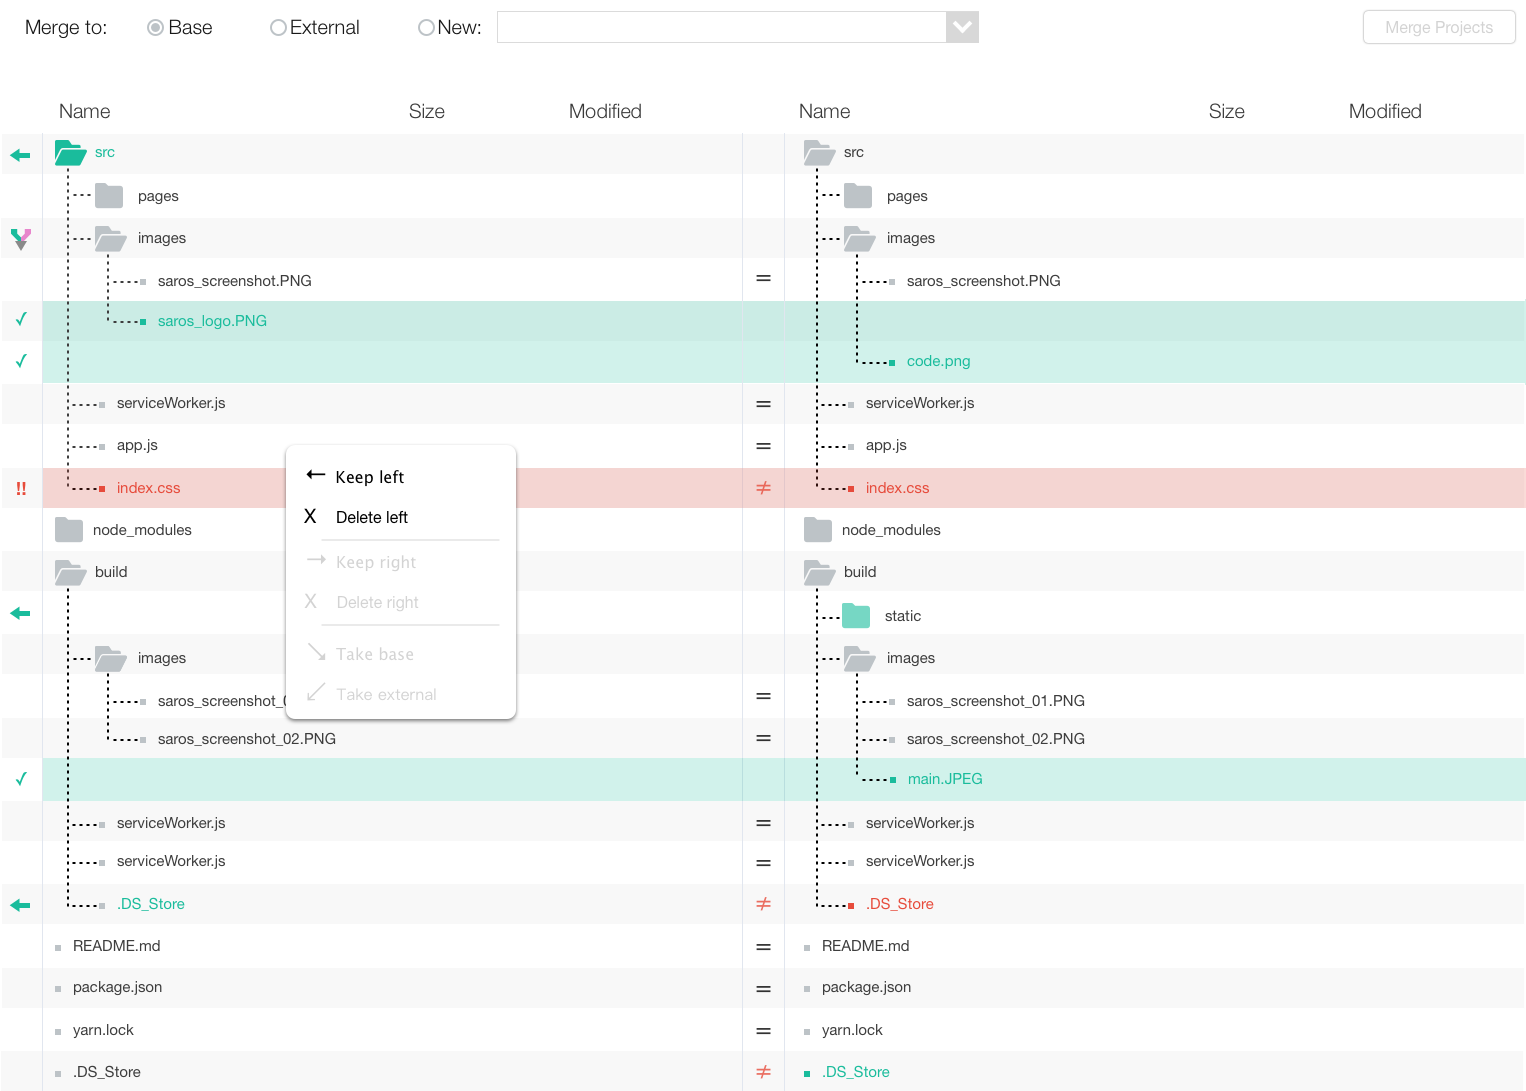 Merge to: Base External New: Merge Projects
Name Size Modified Name Size Modified
src src
pages pages
images images
saros_screenshot.PNG = saros_screenshot.PNG
✓ saros_logo.PNG
✓ code.png
serviceWorker.js = serviceWorker.js
app.js = app.js
!! index.css ≠ index.css
node_modules node_modules
build build
static
images images
saros_screenshot_ = saros_screenshot_01.PNG
saros_screenshot_02.PNG = saros_screenshot_02.PNG
✓ main.JPEG
serviceWorker.js = serviceWorker.js
serviceWorker.js = serviceWorker.js
.DS_Store ≠ .DS_Store
README.md = README.md
package.json = package.json
yarn.lock = yarn.lock
.DS_Store ≠ .DS_Store
← Keep left
X Delete left
→ Keep right
X Delete right
↘ Take base
↙ Take external